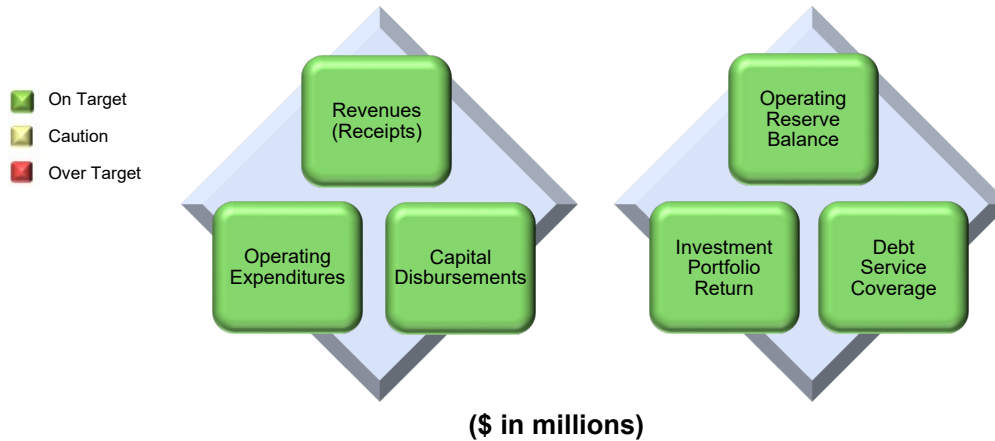 On Target
Caution
Over Target
Revenues
(Receipts)
Operating
Expenditures
Capital
Disbursements
Operating
Reserve
Balance
Investment
Portfolio
Return
Debt
Service
Coverage
($ in millions)